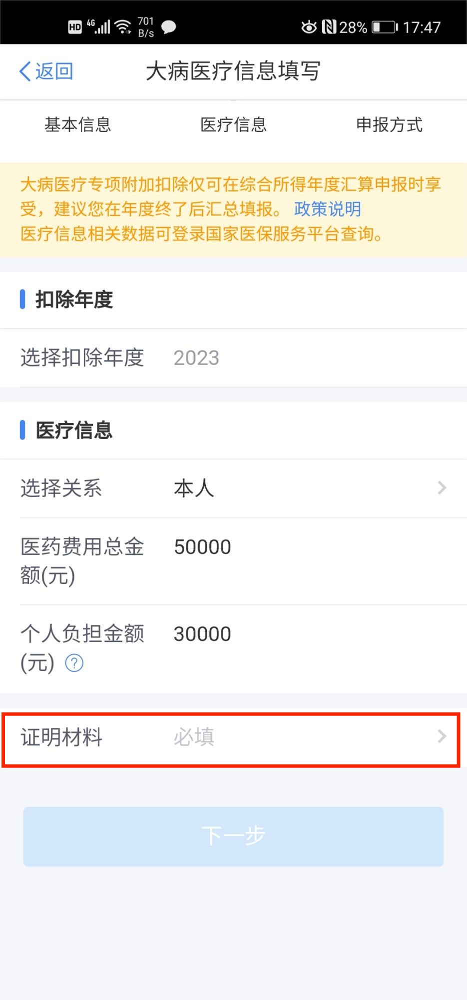 HD 4G 701 B/s 28% 17:47
返回 大病医疗信息填写
基本信息 医疗信息 申报方式
大病医疗专项附加扣除仅可在综合所得年度汇算申报时享
受，建议您在年度终了后汇总填报。 政策说明
医疗信息相关数据可登录国家医保服务平台查询。
扣除年度
选择扣除年度 2023
医疗信息
选择关系 本人
医药费用总金 50000
额(元)
个人负担金额 30000
(元) ?
证明材料 必填
下一步